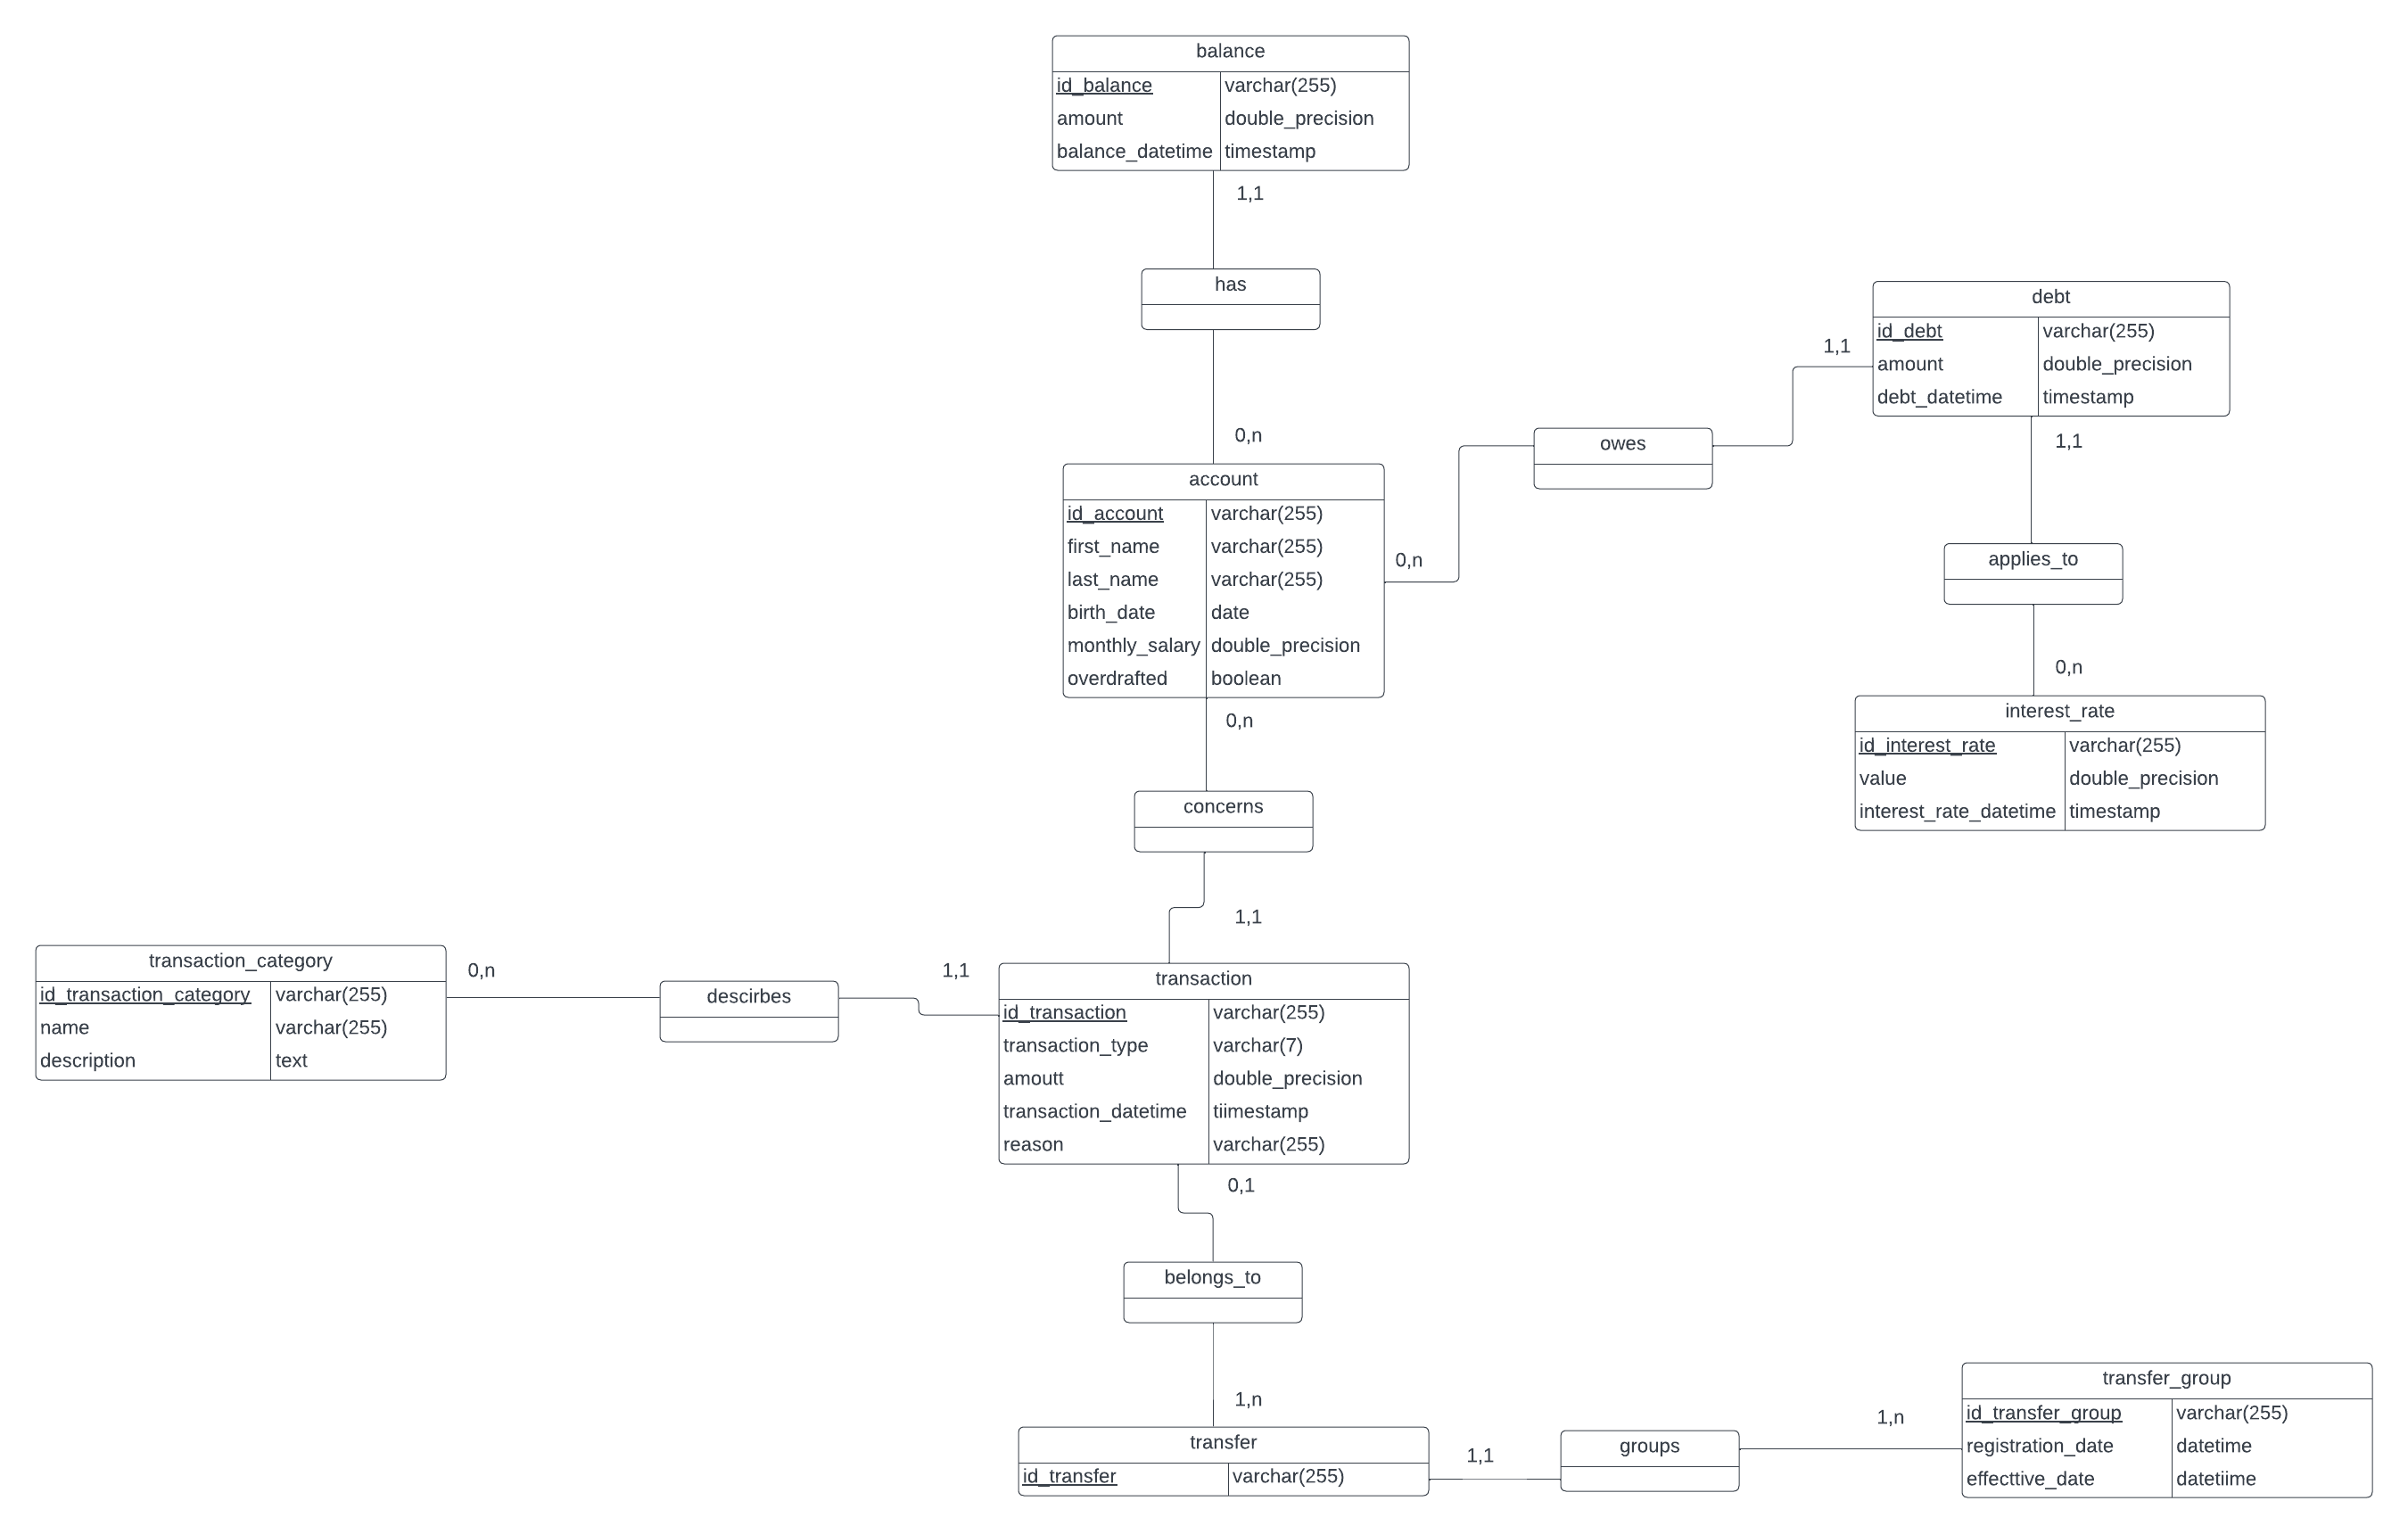 balance
id_balance varchar(255)
amount double_precision
balance_datetime timestamp
1,1
has
0,n
debt
id_debt varchar(255)
amount double_precision
debt_datetime timestamp
1,1
1,1
owes
0,n
account
id_account varchar(255)
first_name varchar(255)
last_name varchar(255)
birth_date date
monthly_salary double_precision
overdrafted boolean
0,n
applies_to
0,n
interest_rate
id_interest_rate varchar(255)
value double_precision
interest_rate_datetime timestamp
concerns
1,1
transaction_category
id_transaction_category varchar(255)
name varchar(255)
description text
0,n
descirbes
1,1
transaction
id_transaction varchar(255)
transaction_type varchar(7)
amoutt double_precision
transaction_datetime tiimestamp
reason varchar(255)
0,1
belongs_to
1,n
transfer
id_transfer varchar(255)
1,1
groups
1,n
transfer_group
id_transfer_group varchar(255)
registration_date datetime
effecttive_date datetiime